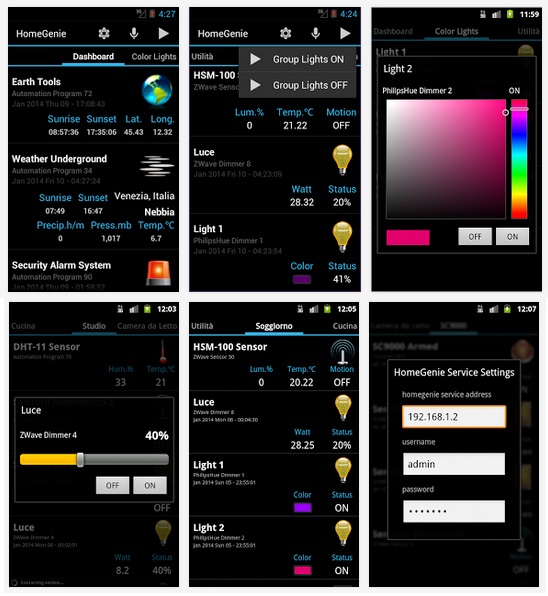 4:27
HomeGenie
Dashboard Color Lights
Earth Tools
Automation Program 72
Jan 2014 Thu 09 - 17:08:43
Sunrise Sunset Lat. Long.
08:57:36 17:35:06 45.43 12.32
Weather Underground
Automation Program 34
Jan 2014 Fri 10 - 04:27:24
Sunrise Sunset Venezia, Italia
07:49 16:47 Nebbia
Precip.h/m Press.mb Temp.℃
0 1,017 6.7
Security Alarm System
Automation Program 90
Jan 2014 Thu 09 - 01:58:52
4:24
HomeGenie
Utilità
Group Lights ON
Group Lights OFF
HSM-100 S
ZWave Sensor
Lum.% Temp.℃ Motion
0 21.22 OFF
Luce
ZWave Dimmer 8
Jan 2014 Fri 10 - 04:23:09
Watt Status
28.32 20%
Light 1
PhilipsHue Dimmer 1
Jan 2014 Fri 10 - 04:23:54
Color Status
41%
11:59
Dashboard Color Lights Utilità
Light 1
Light 2
PhilipsHue Dimmer 2 ON
OFF ON
12:03
Cucina Studio Camera da Letto
DHT-11 Sensor
Automation Program 70
Hum.% Temp.℃
33 21
Luce
ZWave Dimmer 4 40%
OFF ON
OFF
Luce
ZWave Dimmer 4
Jan 2014 Mon 06 - 00:02:01
Watt Status
8.2 40%
12:05
Utilità Soggiorno Cucina
HSM-100 Sensor
ZWave Sensor 50
Lum.% Temp.℃ Motion
0 20.22 OFF
Luce
ZWave Dimmer 8
Jan 2014 Mon 06 - 00:04:30
Watt Status
28.25 20%
Light 1
PhilipsHue Dimmer 1
Jan 2014 Sun 05 - 23:55:01
Color Status
ON
Light 2
PhilipsHue Dimmer 2
Jan 2014 Sun 05 - 23:55:01
Color Status
ON
12:07
Camera da Letto SC9000
SC9000 Armed
HomeGenie Service Settings
homegenie service address
192.168.1.2
username
admin
password
•••••••